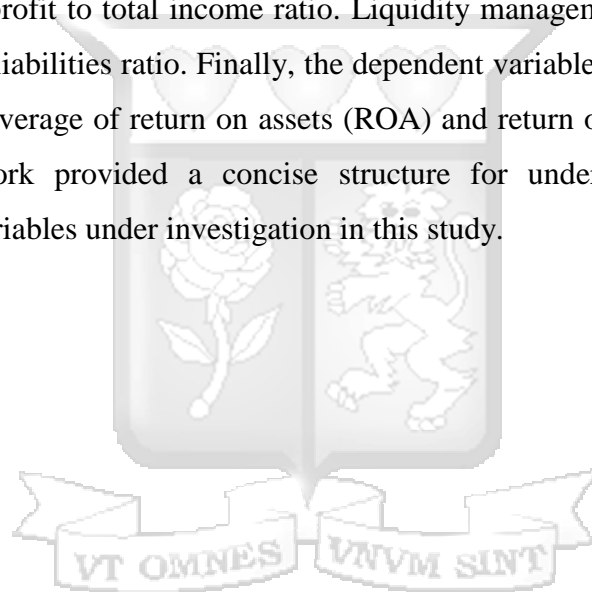 profit to total income ratio. Liquidity managen
iabilities ratio. Finally, the dependent variable
verage of return on assets (ROA) and return o
ork provided a concise structure for under
riables under investigation in this study.
VT OMNES VNVM SINT